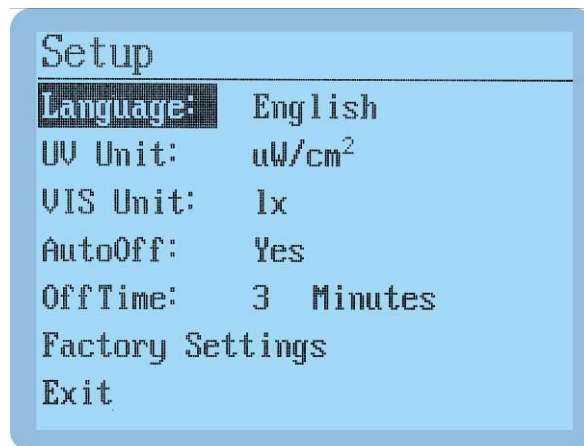 Setup
Language: English
UV Unit: uW/cm²
VIS Unit: lx
AutoOff: Yes
OffTime: 3 Minutes
Factory Settings
Exit